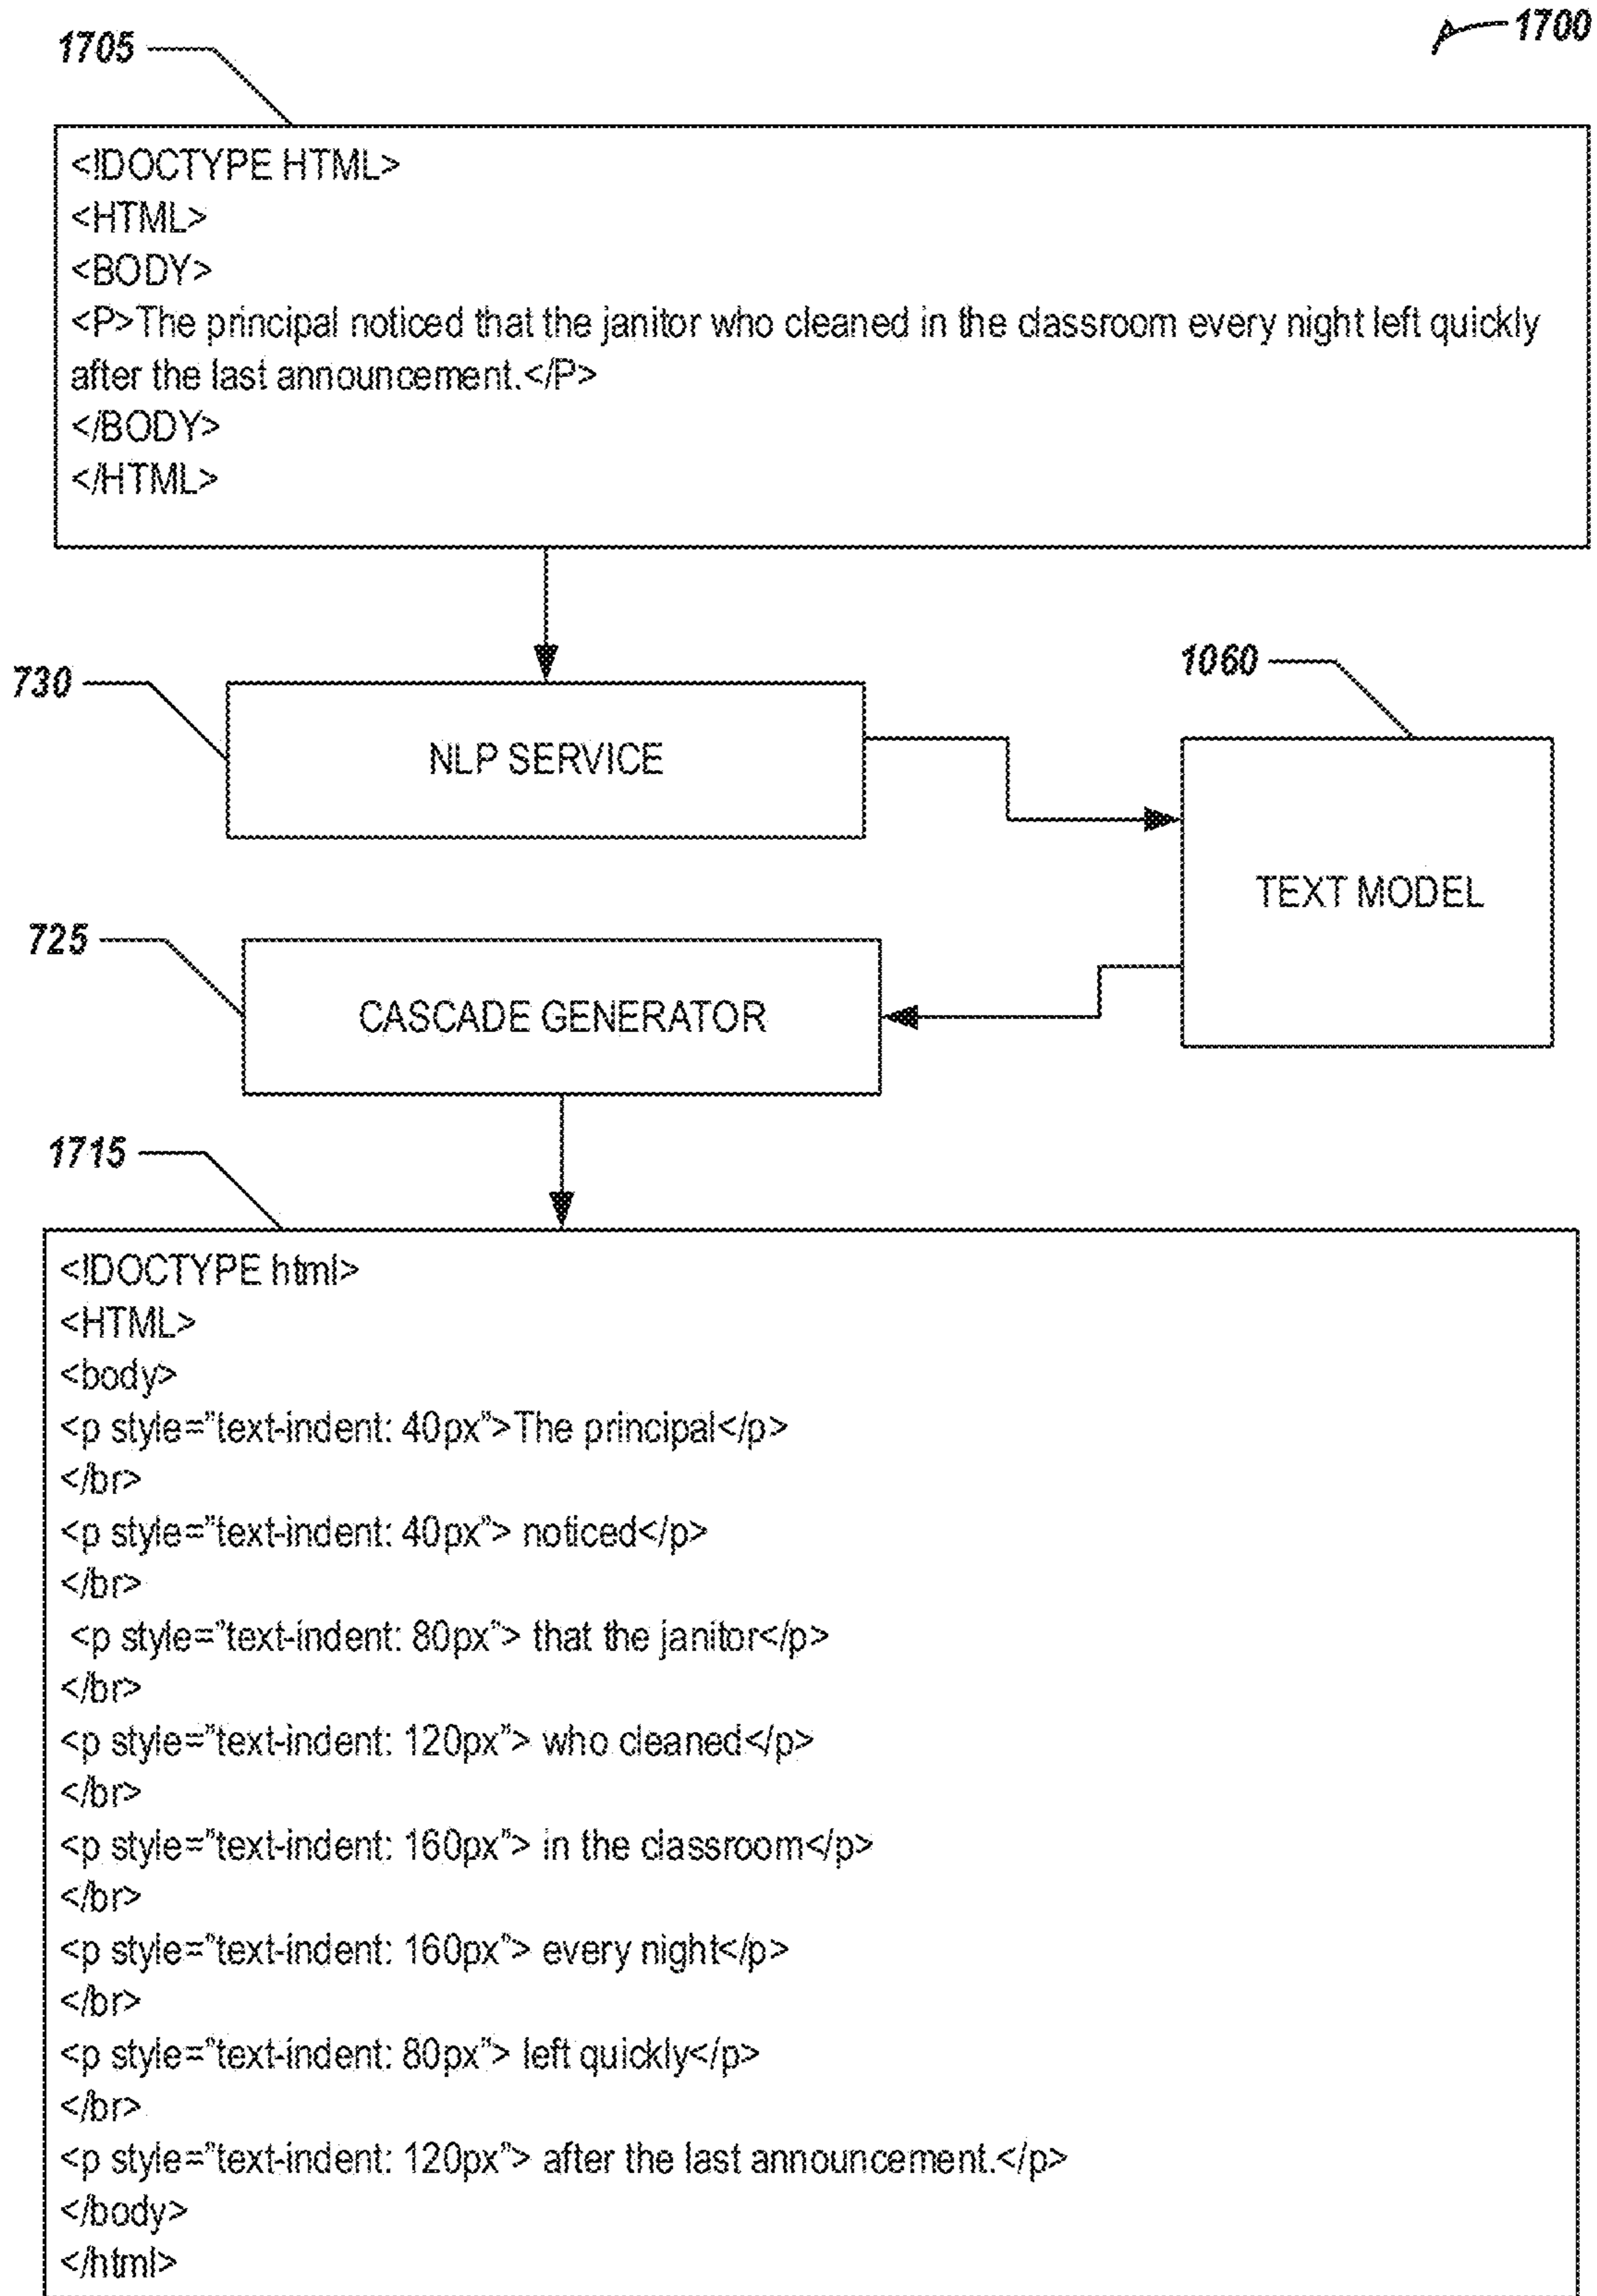 1700
1705
<!DOCTYPE HTML>
<HTML>
<BODY>
<P>The principal noticed that the janitor who cleaned in the classroom every night left quickly
after the last announcement.</P>
</BODY>
</HTML>
730
NLP SERVICE
1060
TEXT MODEL
725
CASCADE GENERATOR
1715
<!DOCTYPE html>
<HTML>
<body>
<p style="text-indent: 40px">The principal</p>
</br>
<p style="text-indent: 40px"> noticed</p>
</br>
<p style="text-indent: 80px"> that the janitor</p>
</br>
<p style="text-indent: 120px"> who cleaned</p>
</br>
<p style="text-indent: 160px"> in the classroom</p>
</br>
<p style="text-indent: 160px"> every night</p>
</br>
<p style="text-indent: 80px"> left quickly</p>
</br>
<p style="text-indent: 120px"> after the last announcement.</p>
</body>
</html>